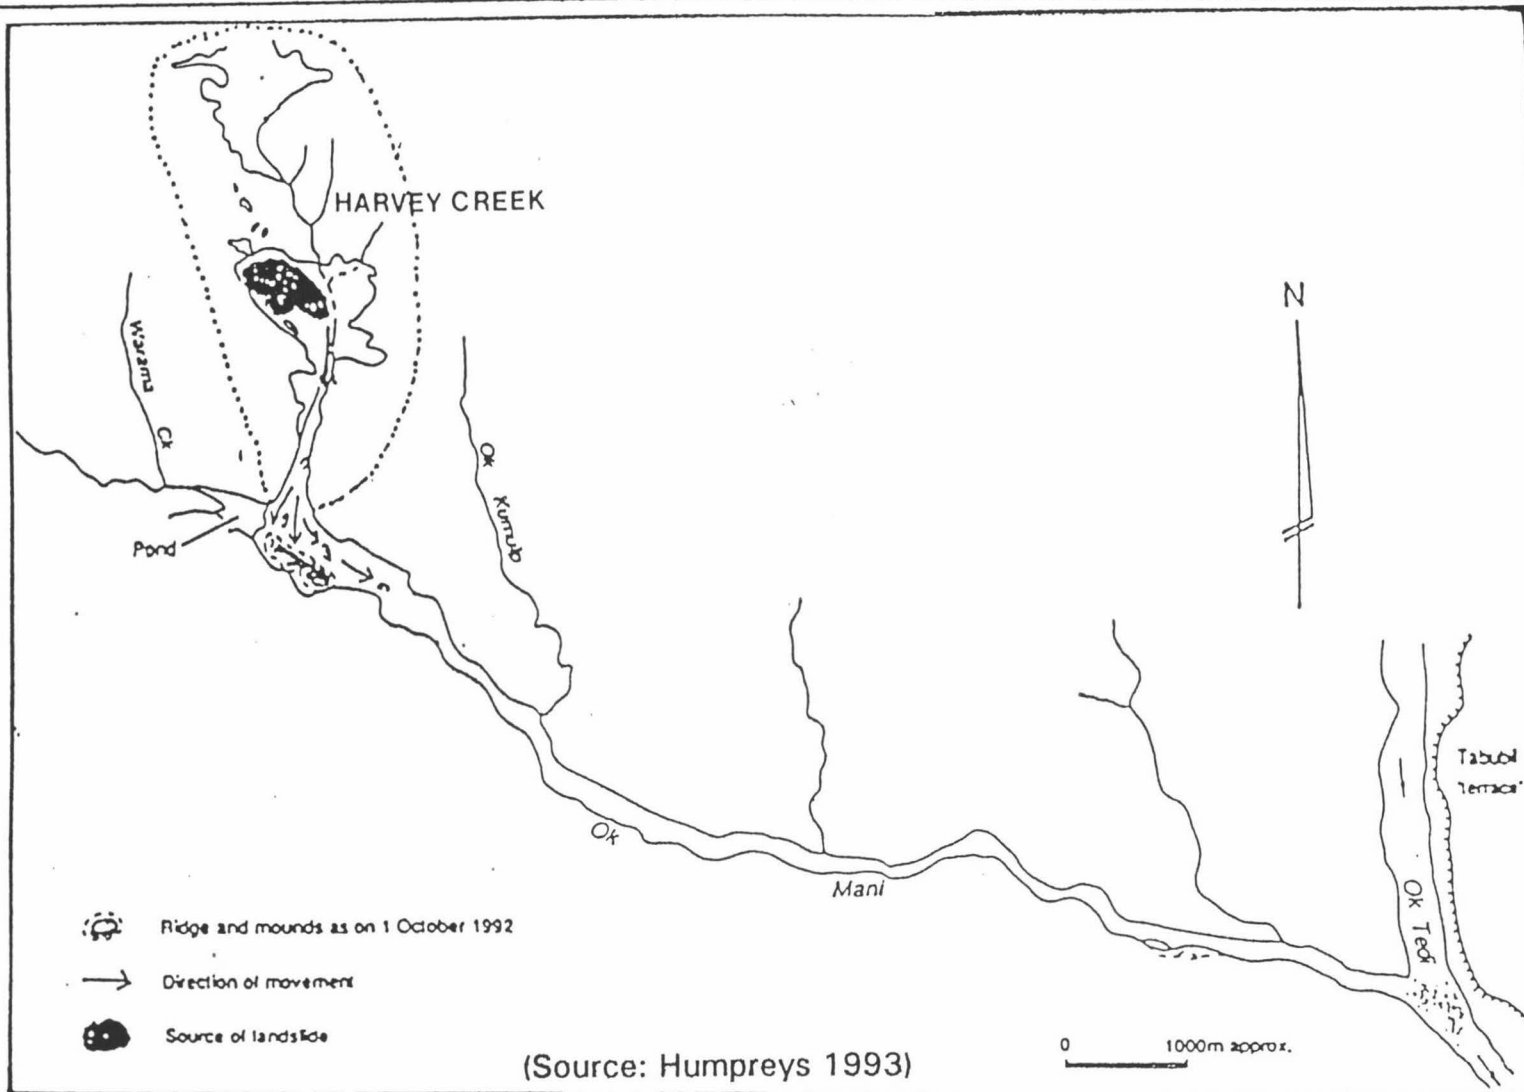 HARVEY CREEK
N
Warama Ck
Ok Kumub
Pond
Tabubil
Terrace
Ok
Mani
Ok Tedi
Ridge and mounds as on 1 October 1992
Direction of movement
Source of landslide
0 1000m approx.
(Source: Humpreys 1993)